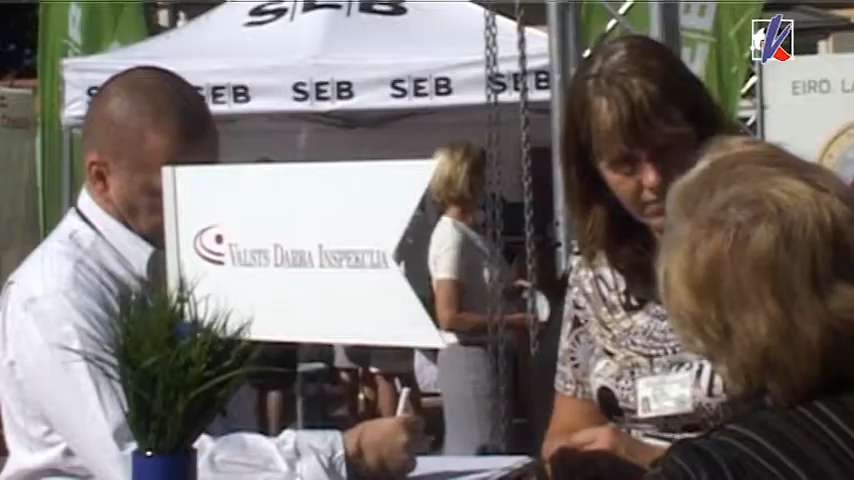 SEB
SEB SEB SEB SEB
EIRO. LA
VALSTS DARBA INSPEKCIJA